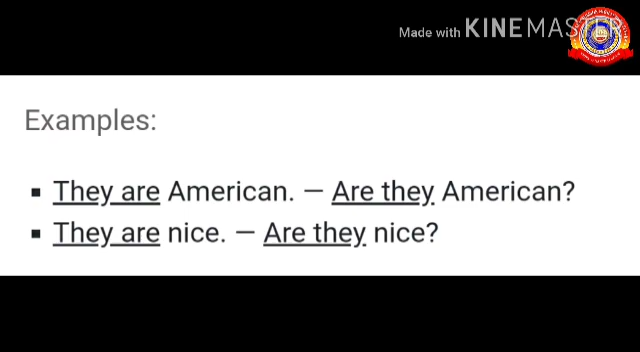 Made with KINEMASTER
Examples:
▪ They are American. — Are they American?
▪ They are nice. — Are they nice?